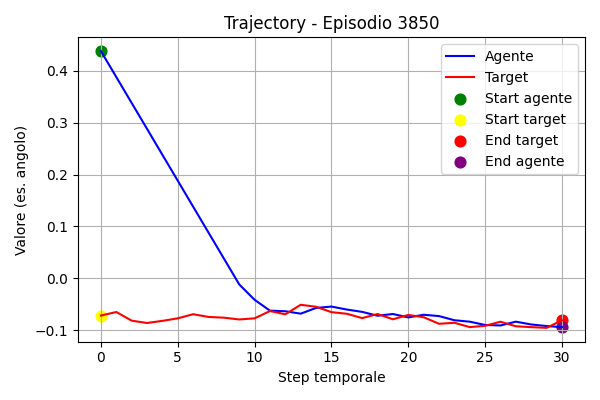 Trajectory - Episodio 3850
Agente
Target
Start agente
Start target
End target
End agente
Valore (es. angolo)
0.4
0.3
0.2
0.1
0.0
−0.1
0 5 10 15 20 25 30
Step temporale